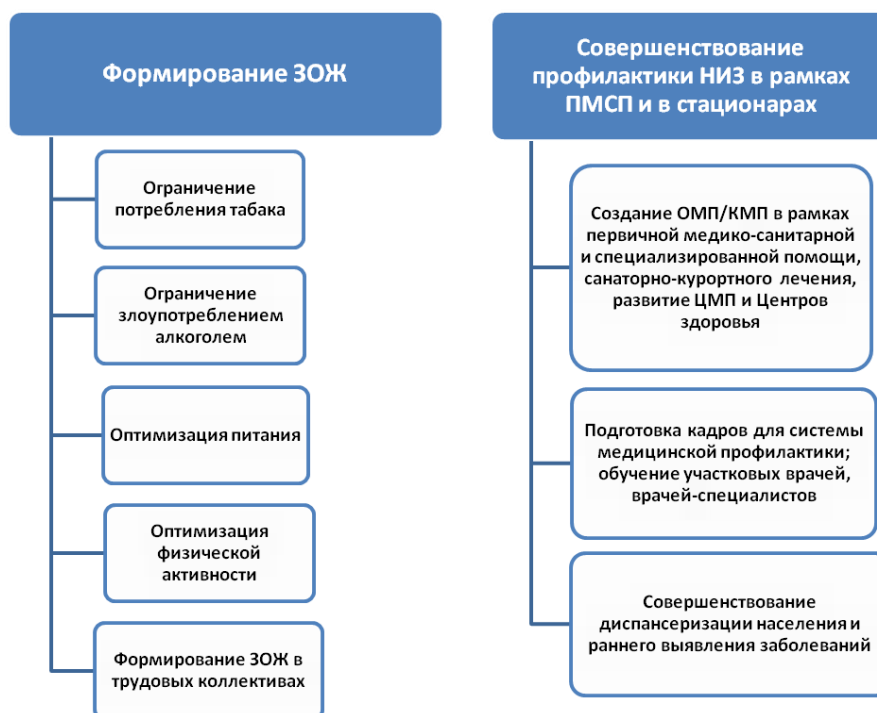 Формирование ЗОЖ
Ограничение
потребления табака
Ограничение
злоупотреблением
алкоголем
Оптимизация питания
Оптимизация
физической
активности
Формирование ЗОЖ в
трудовых коллективах
Совершенствование
профилактики НИЗ в рамках
ПМСП и в стационарах
Создание ОМП/КМП в рамках
первичной медико-санитарной
и специализированной помощи,
санаторно-курортного лечения,
развитие ЦМП и Центров
здоровья
Подготовка кадров для системы
медицинской профилактики;
обучение участковых врачей,
врачей-специалистов
Совершенствование
диспансеризации населения и
раннего выявления заболеваний